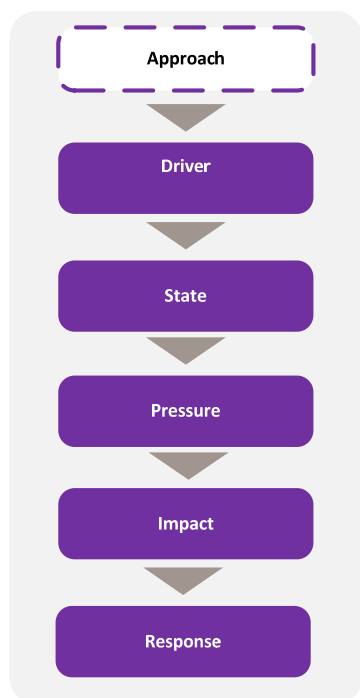 Approach
Driver
State
Pressure
Impact
Response